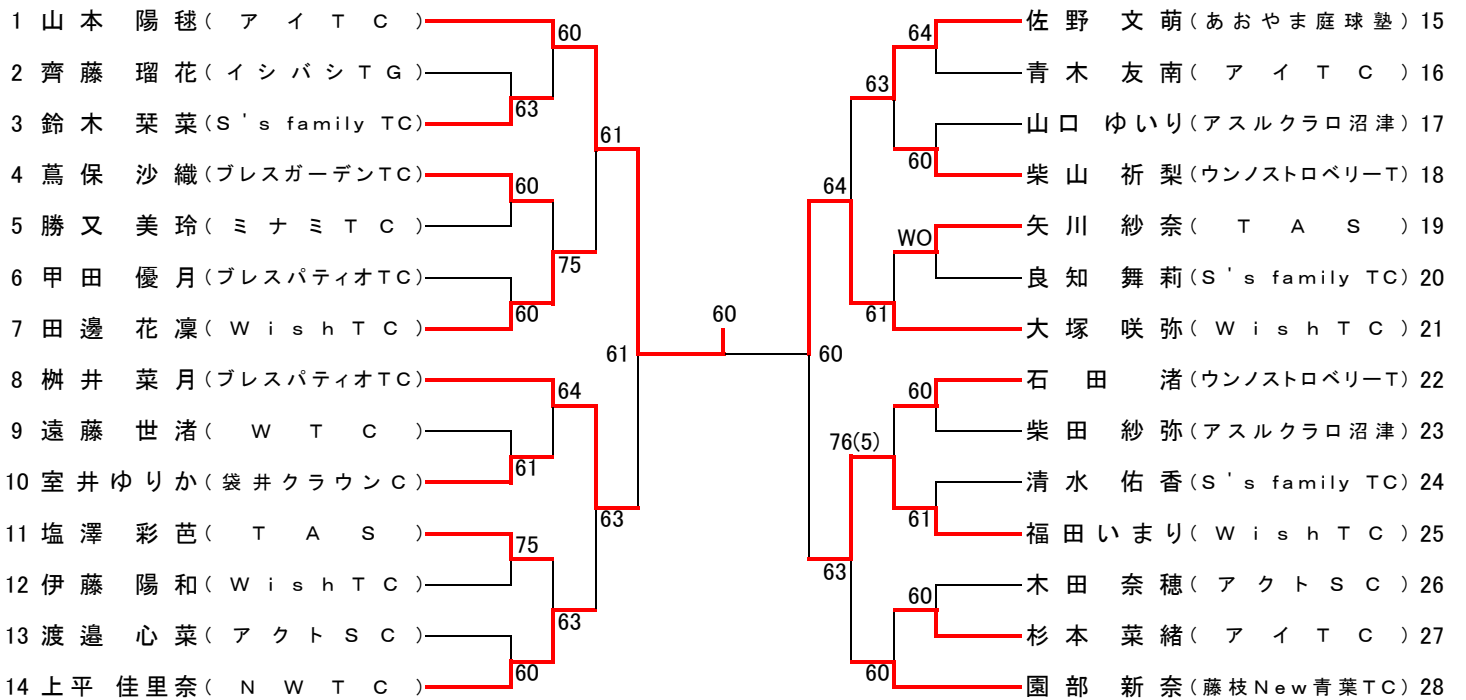 1 山本 陽毬(アイTC)
60
2 齊藤 瑠花(イシバシTG)
63
3 鈴木 栞菜(S's family TC)
61
4 蔦保 沙織(ブレスガーデンTC)
60
5 勝又 美玲(ミナミTC)
75
6 甲田 優月(ブレスパティオTC)
60
7 田邊 花凜(WishTC)
61
8 桝井 菜月(ブレスパティオTC)
64
9 遠藤 世渚(WTC)
61
10 室井ゆりか(袋井クラウンC)
63
11 塩澤 彩芭(TAS)
75
12 伊藤 陽和(WishTC)
63
13 渡邉 心菜(アクトSC)
60
14 上平 佳里奈(NWTC)
60
佐野 文萌(あおやま庭球塾) 15
64
青木 友南(アイTC) 16
63
山口 ゆいり(アスルクラロ沼津) 17
60
柴山 祈梨(ウンノストロベリーT) 18
64
矢川 紗奈(TAS) 19
WO
良知 舞莉(S's family TC) 20
61
大塚 咲弥(WishTC) 21
60
石田 渚(ウンノストロベリーT) 22
60
柴田 紗弥(アスルクラロ沼津) 23
76(5)
清水 佑香(S's family TC) 24
61
福田いまり(WishTC) 25
63
木田 奈穂(アクトSC) 26
60
杉本 菜緒(アイTC) 27
60
園部 新奈(藤枝New青葉TC) 28